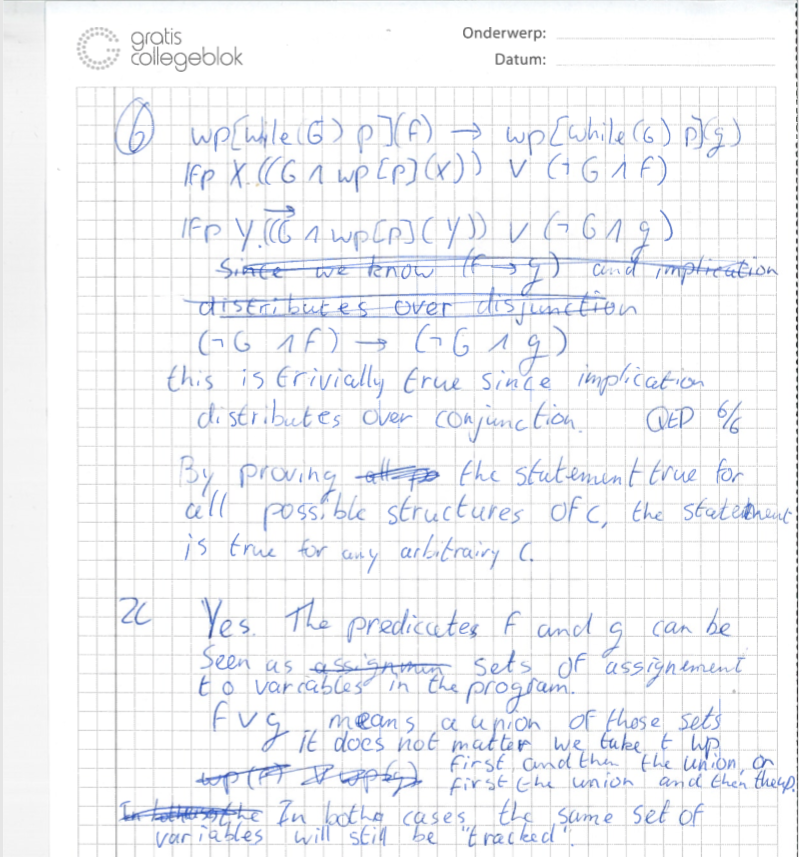 gratis
collegeblok
Onderwerp:
Datum:
6 wp[while(G) p](f) → wp[while(G) p](g)
lfp X.((G ∧ wp[p](X)) ∨ (¬G ∧ f)
→
lfp Y.((G ∧ wp[p](Y)) ∨ (¬G ∧ g)
Since we know (f → g) and implication
distributes over disjunction
(¬G ∧ f) → (¬G ∧ g)
this is trivially true since implication
distributes over conjunction. QED 6/6
By proving the statement true for
all possible structures of C, the statement
is true for any arbitrairy C.
2c Yes. The predicates f and g can be
Seen as assignmen sets of assignement
to variables in the program.
f ∨ g means a union of those sets
it does not matter we take t wp
first and then the union, or
wp(f) ∨ wp(g) first the union and then the wp.
In bothe cases, the same set of
variables will still be "tracked".